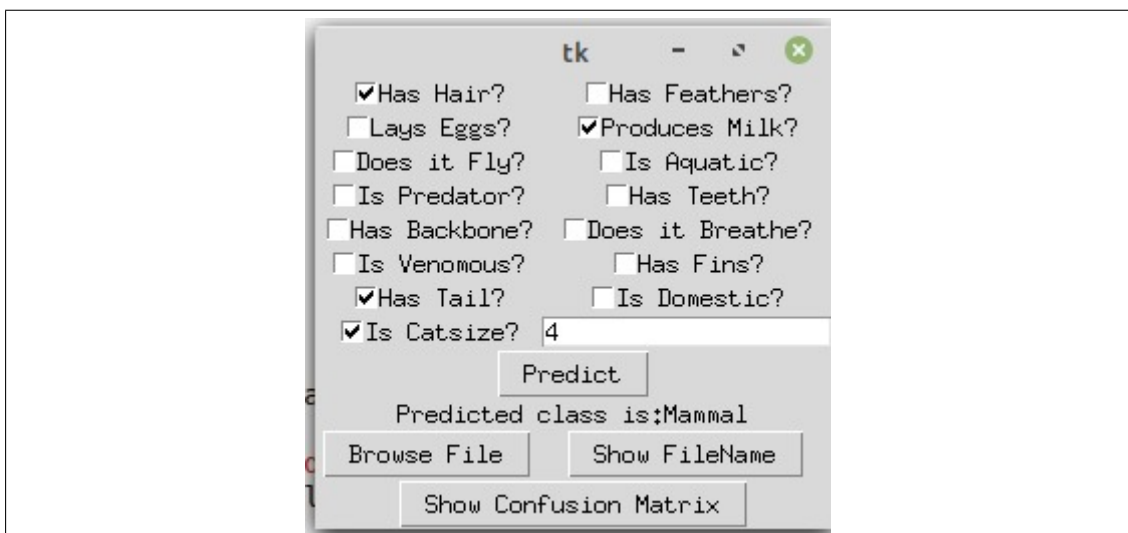 tk
Has Hair? Has Feathers?
Lays Eggs? Produces Milk?
Does it Fly? Is Aquatic?
Is Predator? Has Teeth?
Has Backbone? Does it Breathe?
Is Venomous? Has Fins?
Has Tail? Is Domestic?
Is Catsize? 4
Predict
Predicted class is:Mammal
Browse File Show FileName
Show Confusion Matrix